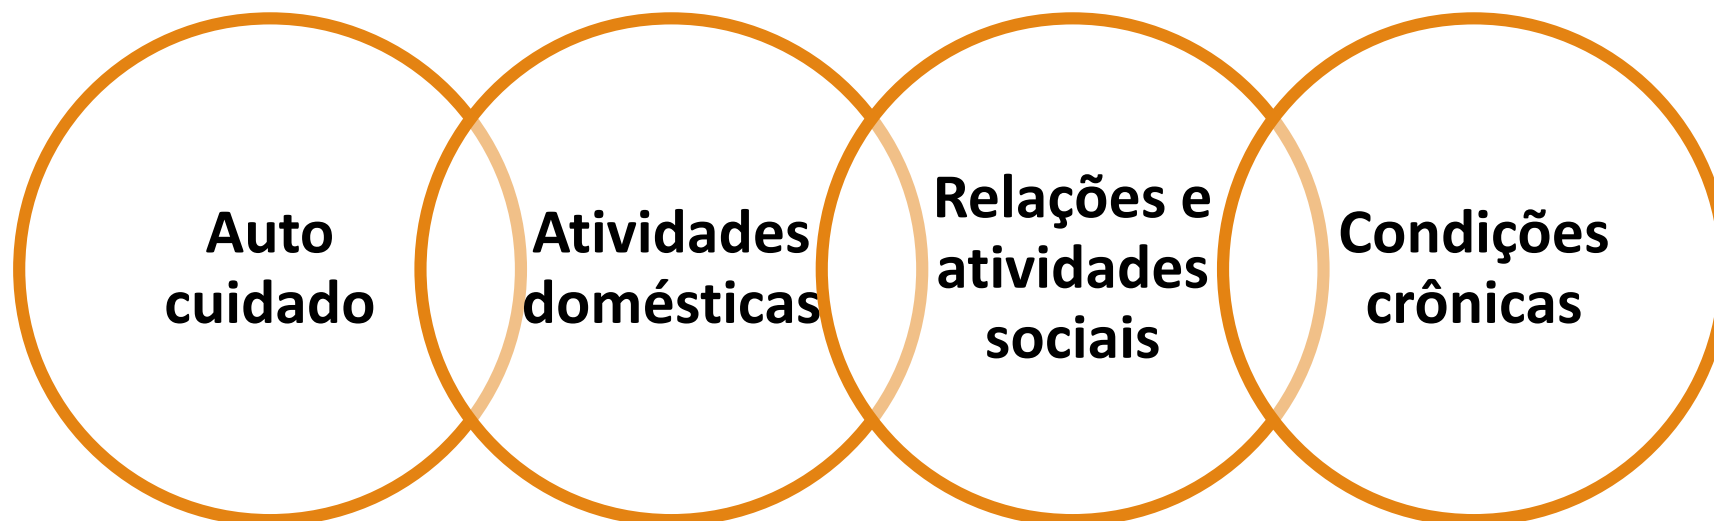 Auto
cuidado
Atividades
domésticas
Relações e
atividades
sociais
Condições
crônicas